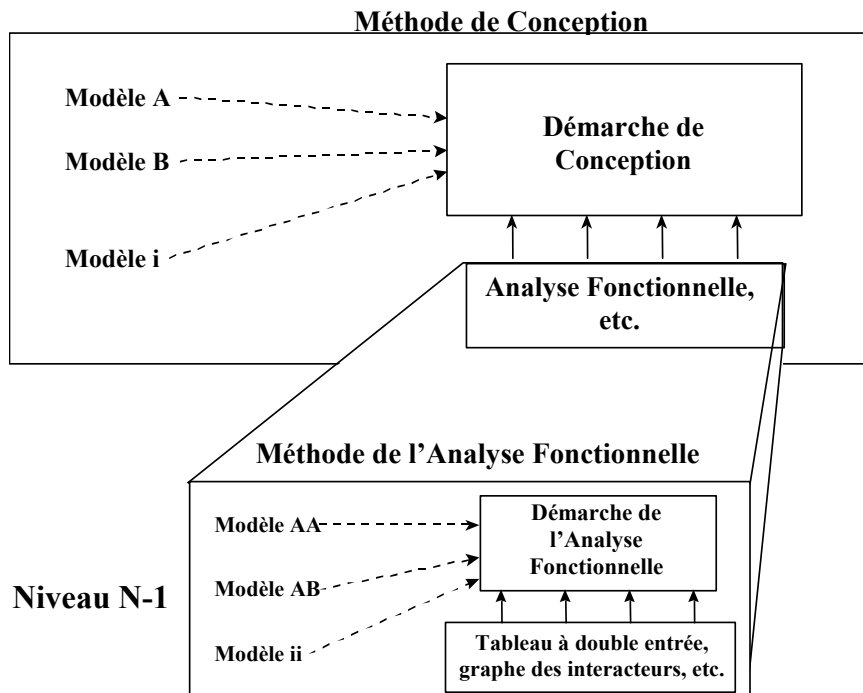 Méthode de Conception
Modèle A
Démarche de
Conception
Modèle B
Modèle i
Analyse Fonctionnelle,
etc.
Méthode de l’Analyse Fonctionnelle
Modèle AA
Démarche de
l’Analyse
Fonctionnelle
Modèle AB
Niveau N-1
Modèle ii
Tableau à double entrée,
graphe des interacteurs, etc.